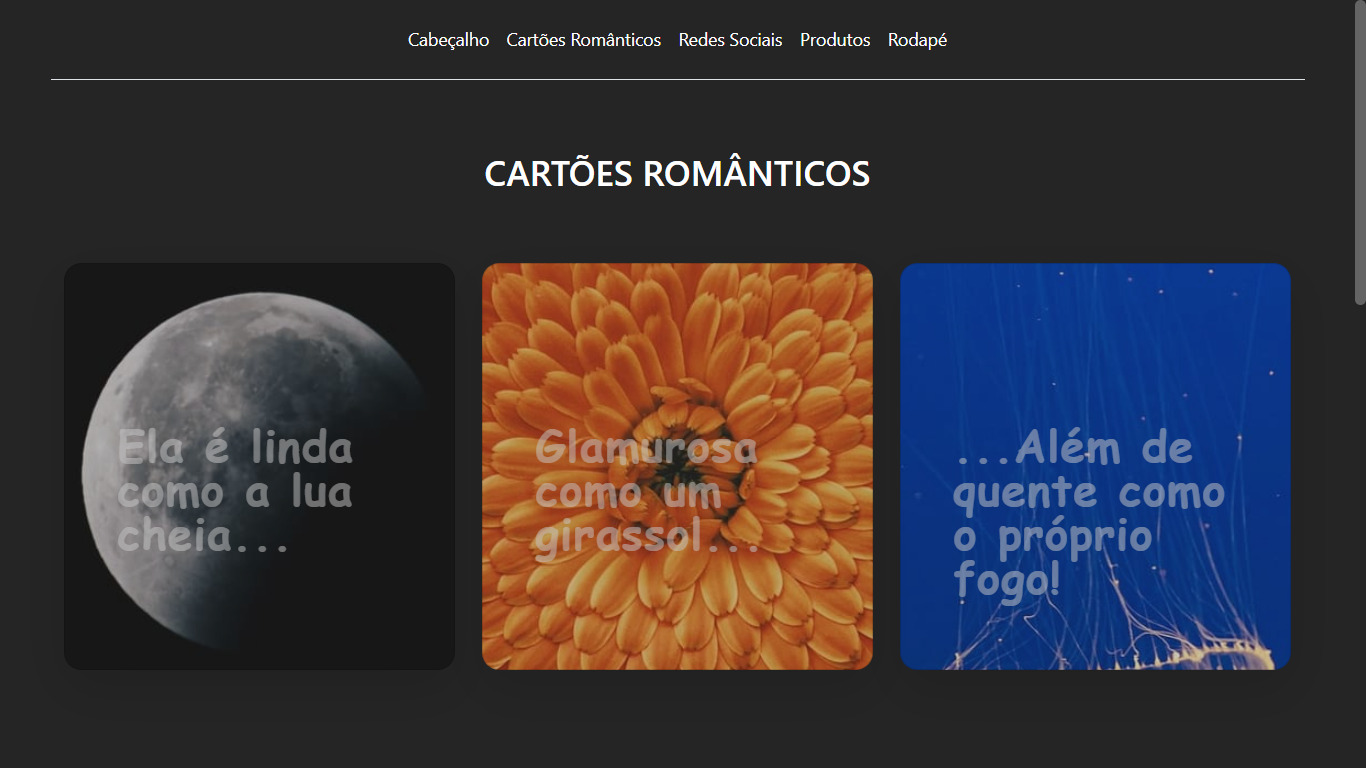 Cabeçalho Cartões Românticos Redes Sociais Produtos Rodapé
CARTÕES ROMÂNTICOS
Ela é linda
como a lua
cheia...
Glamurosa
como um
girassol...
...Além de
quente como
o próprio
fogo!